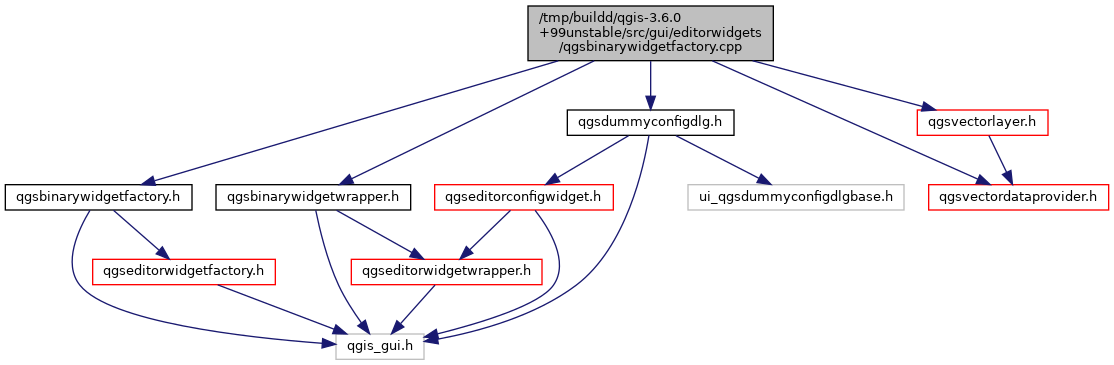 /tmp/buildd/qgis-3.6.0
+99unstable/src/gui/editorwidgets
/qgsbinarywidgetfactory.cpp
qgsdummyconfigdlg.h
qgsvectorlayer.h
qgsbinarywidgetfactory.h
qgsbinarywidgetwrapper.h
qgseditorconfigwidget.h
ui_qgsdummyconfigdlgbase.h
qgsvectordataprovider.h
qgseditorwidgetfactory.h
qgseditorwidgetwrapper.h
qgis_gui.h